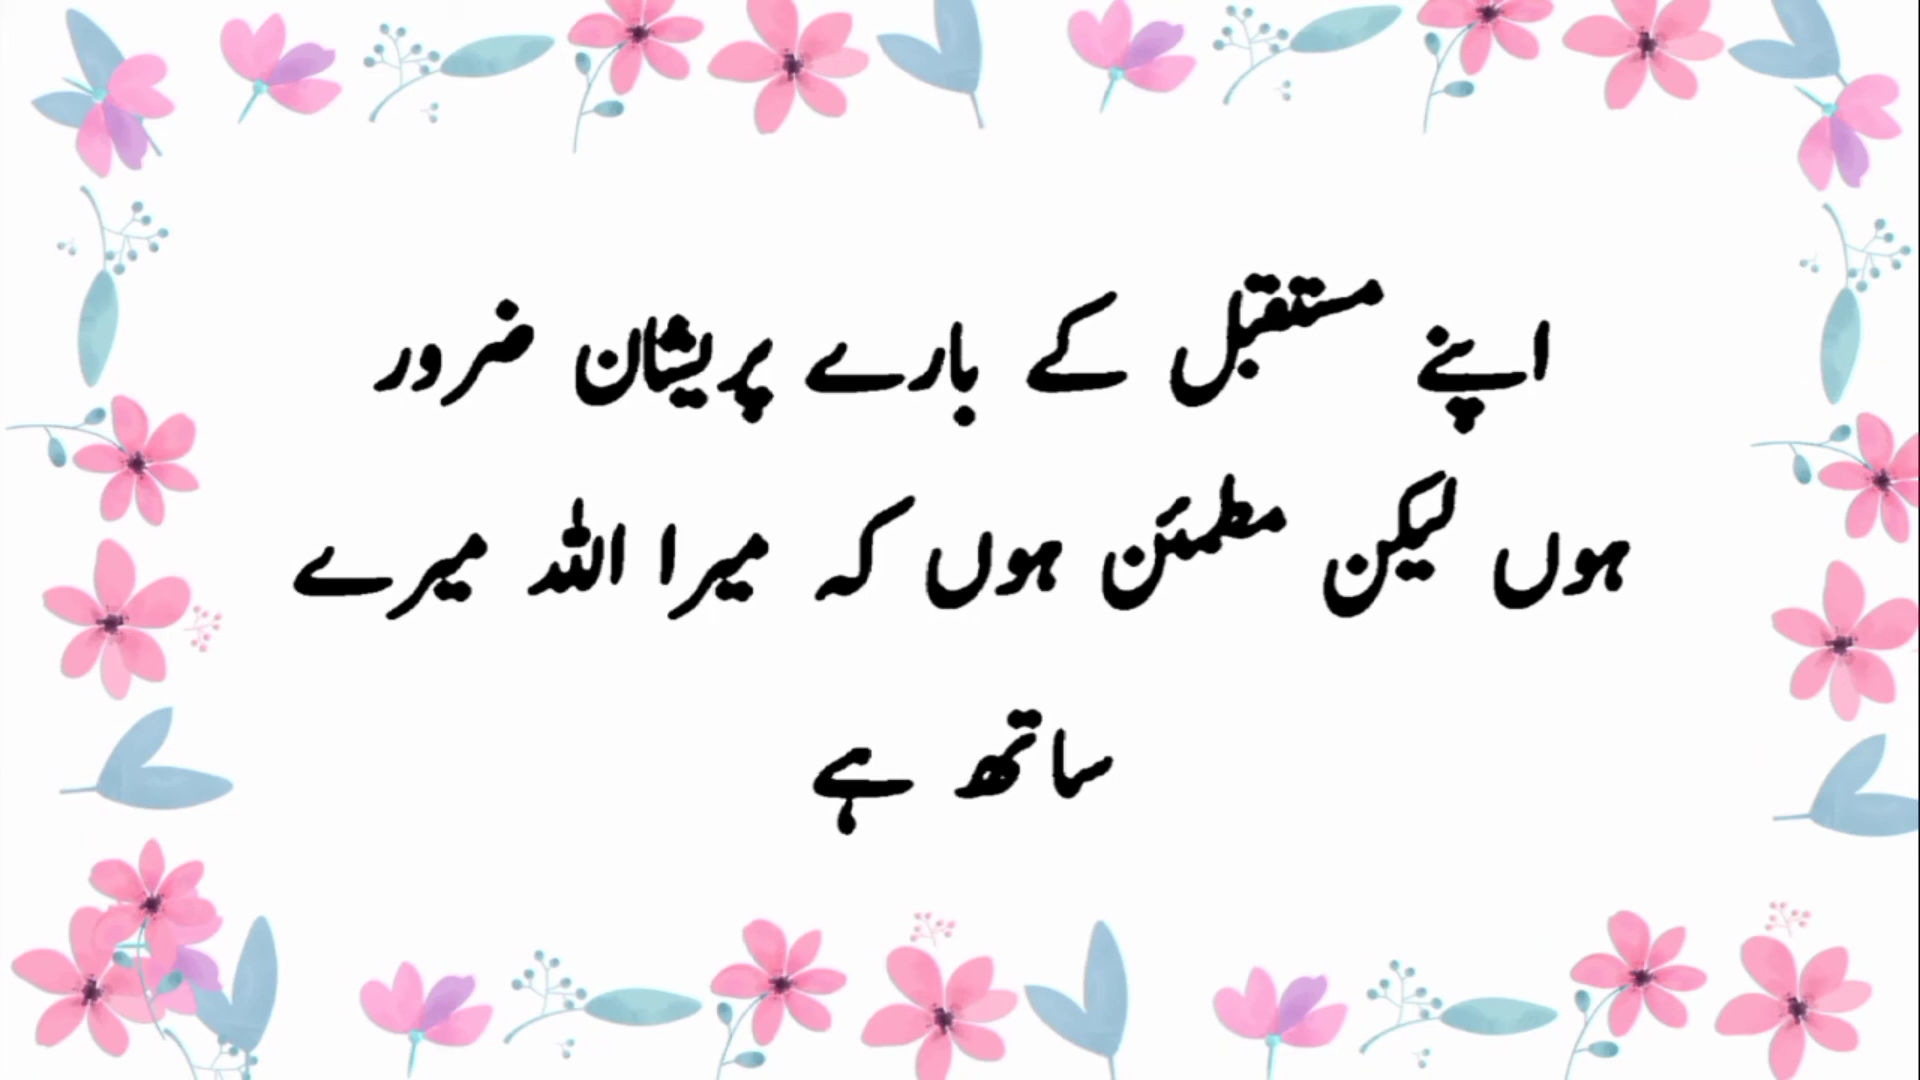 اپنے مستقبل کے بارے پریشان ضرور
ہوں لیکن مطمئن ہوں کہ میرا اللہ میرے
ساتھ ہے